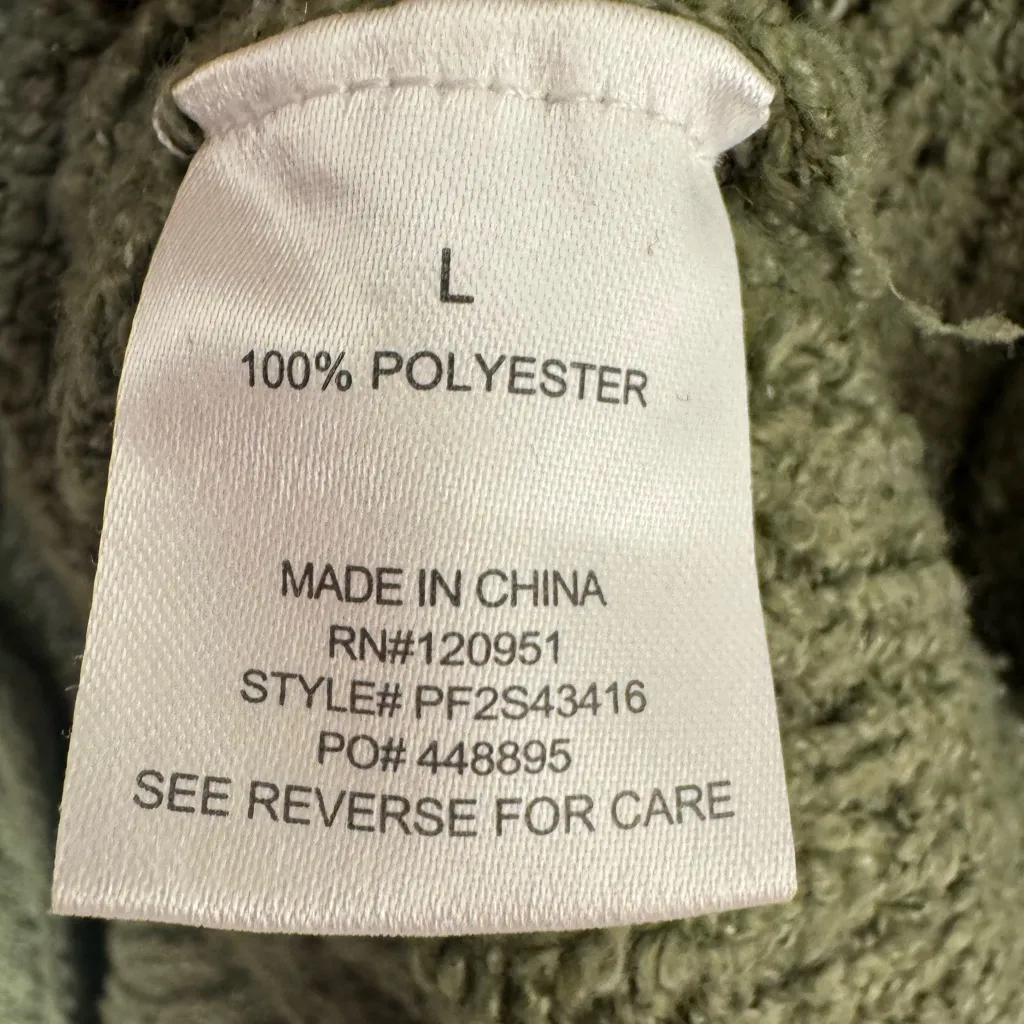 L
100% POLYESTER
MADE IN CHINA
RN#120951
STYLE# PF2S43416
PO# 448895
SEE REVERSE FOR CARE